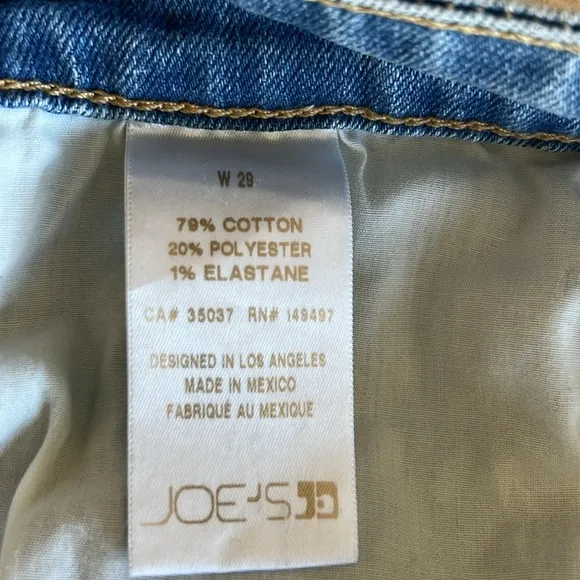 W 29
79% COTTON
20% POLYESTER
1% ELASTANE
CA# 35037 RN# 149497
DESIGNED IN LOS ANGELES
MADE IN MEXICO
FABRIQUÉ AU MEXIQUE
JOE'S